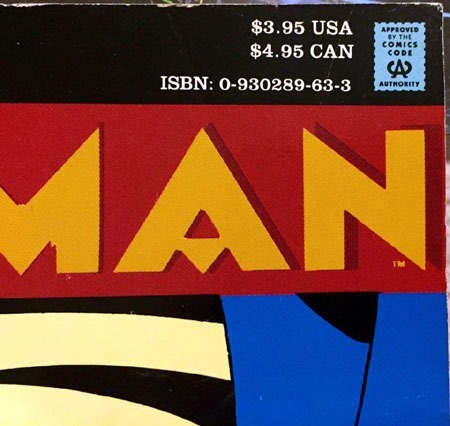 $3.95 USA
$4.95 CAN
ISBN: 0-930289-63-3
APPROVED
BY THE
COMICS
CODE
CA
AUTHORITY
MAN
TM